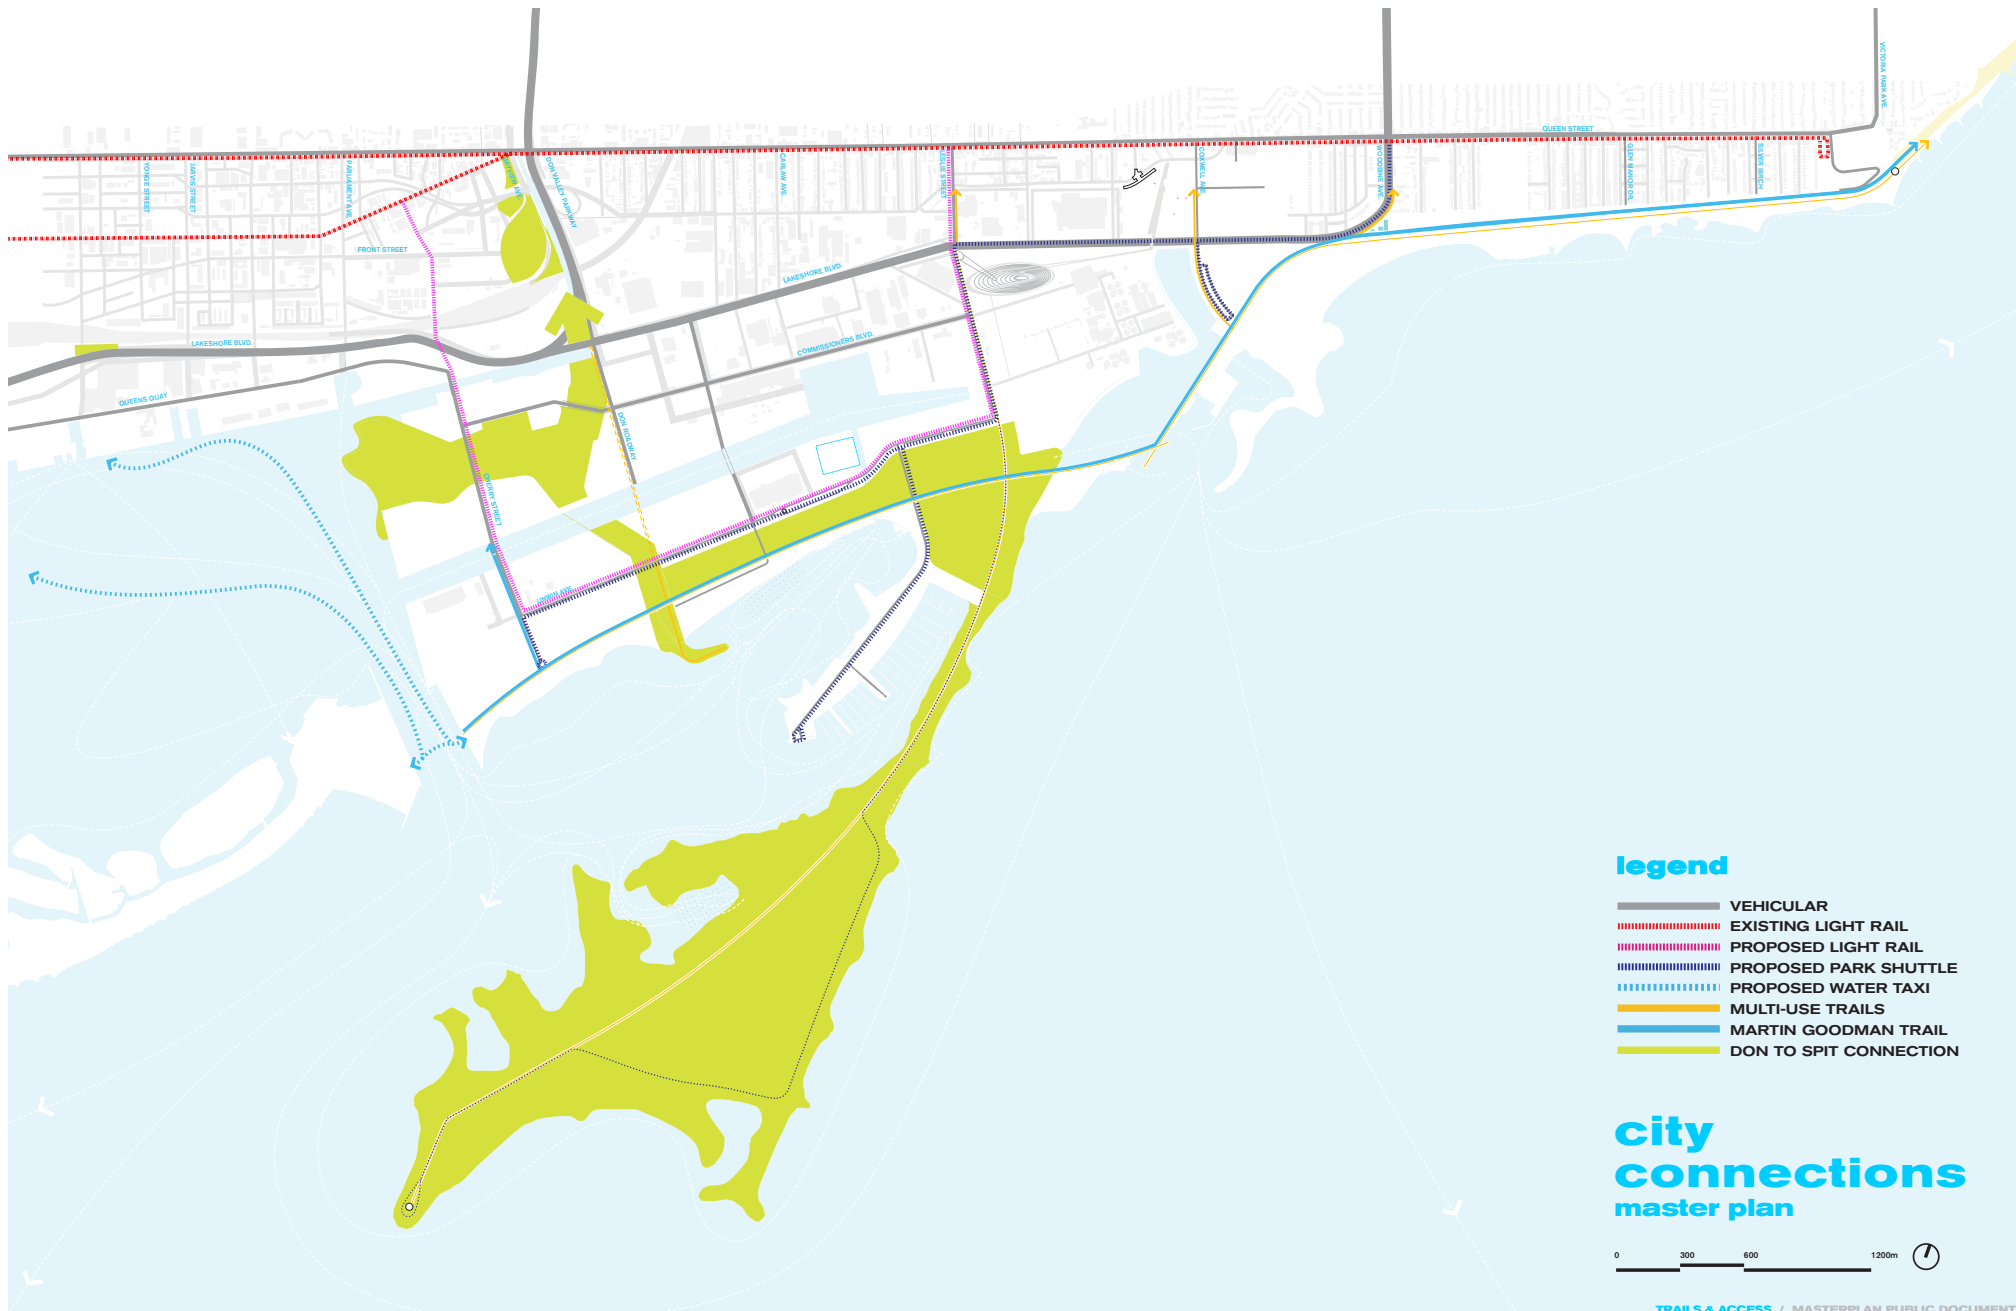 VICTORIA PARK AVE.
QUEEN STREET
YONGE STREET
JARVIS STREET
PARLIAMENT AVE.
BAYVIEW AVE.
DON VALLEY PARKWAY
CARLAW AVE.
LESLIE STREET
COXWELL AVE.
WOODBINE AVE.
GLEN MANOR DR.
SILVER BIRCH
FRONT STREET
LAKESHORE BLVD.
LAKESHORE BLVD.
COMMISSIONERS BLVD.
QUEENS QUAY
DON ROADWAY
CHERRY STREET
UNWIN AVE.
legend
VEHICULAR
EXISTING LIGHT RAIL
PROPOSED LIGHT RAIL
PROPOSED PARK SHUTTLE
PROPOSED WATER TAXI
MULTI-USE TRAILS
MARTIN GOODMAN TRAIL
DON TO SPIT CONNECTION
city
connections
master plan
0 300 600 1200m
TRAILS & ACCESS / MASTERPLAN PUBLIC DOCUMENT